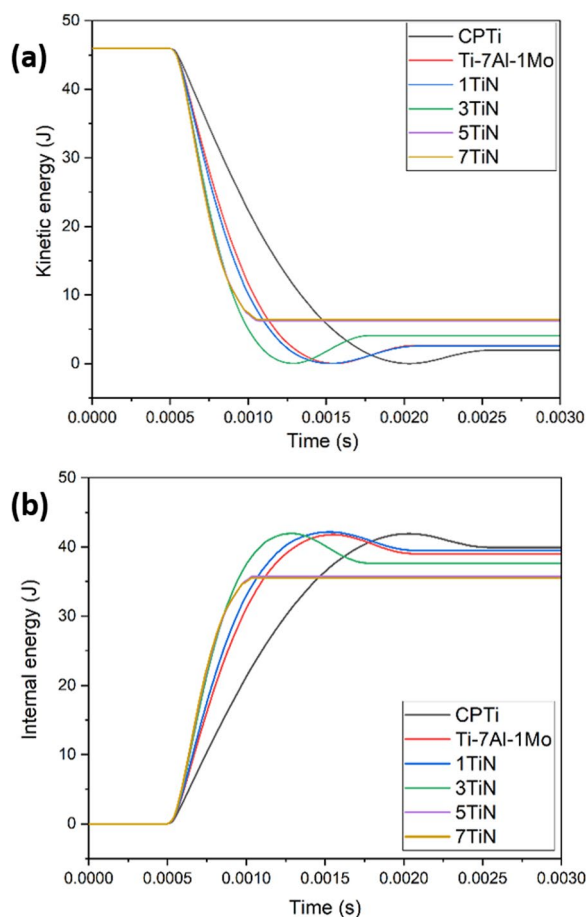 (a)
Kinetic energy (J)
50
40
30
20
10
0
CPTi
Ti-7Al-1Mo
1TiN
3TiN
5TiN
7TiN
0.0000 0.0005 0.0010 0.0015 0.0020 0.0025 0.0030
Time (s)
(b)
Internal energy (J)
50
40
30
20
10
0
CPTi
Ti-7Al-1Mo
1TiN
3TiN
5TiN
7TiN
0.0000 0.0005 0.0010 0.0015 0.0020 0.0025 0.0030
Time (s)